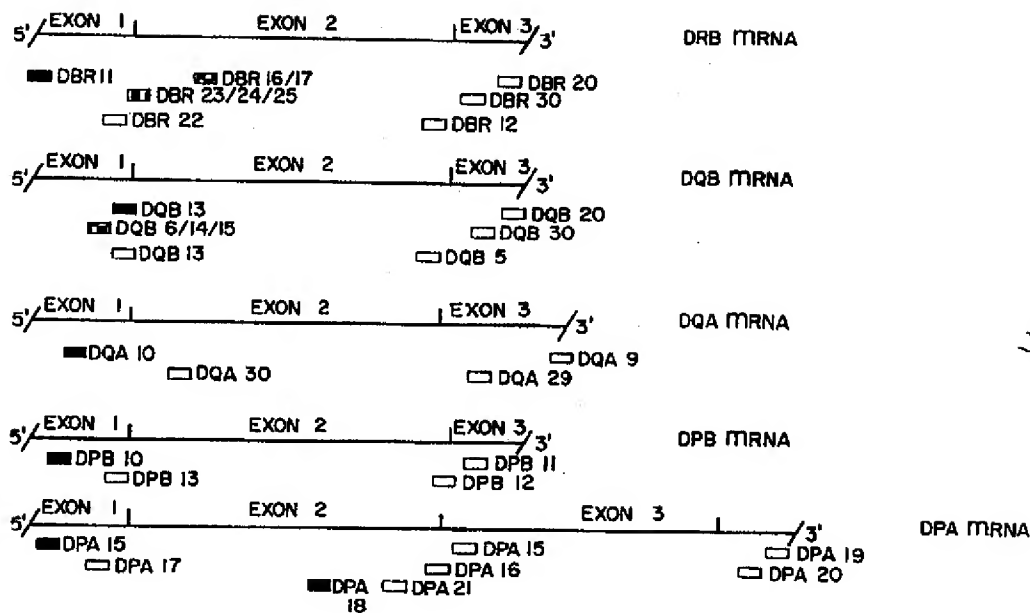 5' EXON 1 EXON 2 EXON 3 3' DRB mRNA
DBR 11 DBR 16/17 DBR 20
DBR 23/24/25 DBR 30
DBR 22 DBR 12
5' EXON 1 EXON 2 EXON 3 3' DQB mRNA
DQB 13 DQB 20
DQB 6/14/15 DQB 30
DQB 13 DQB 5
5' EXON 1 EXON 2 EXON 3 3' DQA mRNA
DQA 10 DQA 9
DQA 30 DQA 29
5' EXON 1 EXON 2 EXON 3 3' DPB mRNA
DPB 10 DPB 11
DPB 13 DPB 12
5' EXON 1 EXON 2 EXON 3 3' DPA mRNA
DPA 15 DPA 15 DPA 19
DPA 17 DPA 16 DPA 20
DPA 18 DPA 21